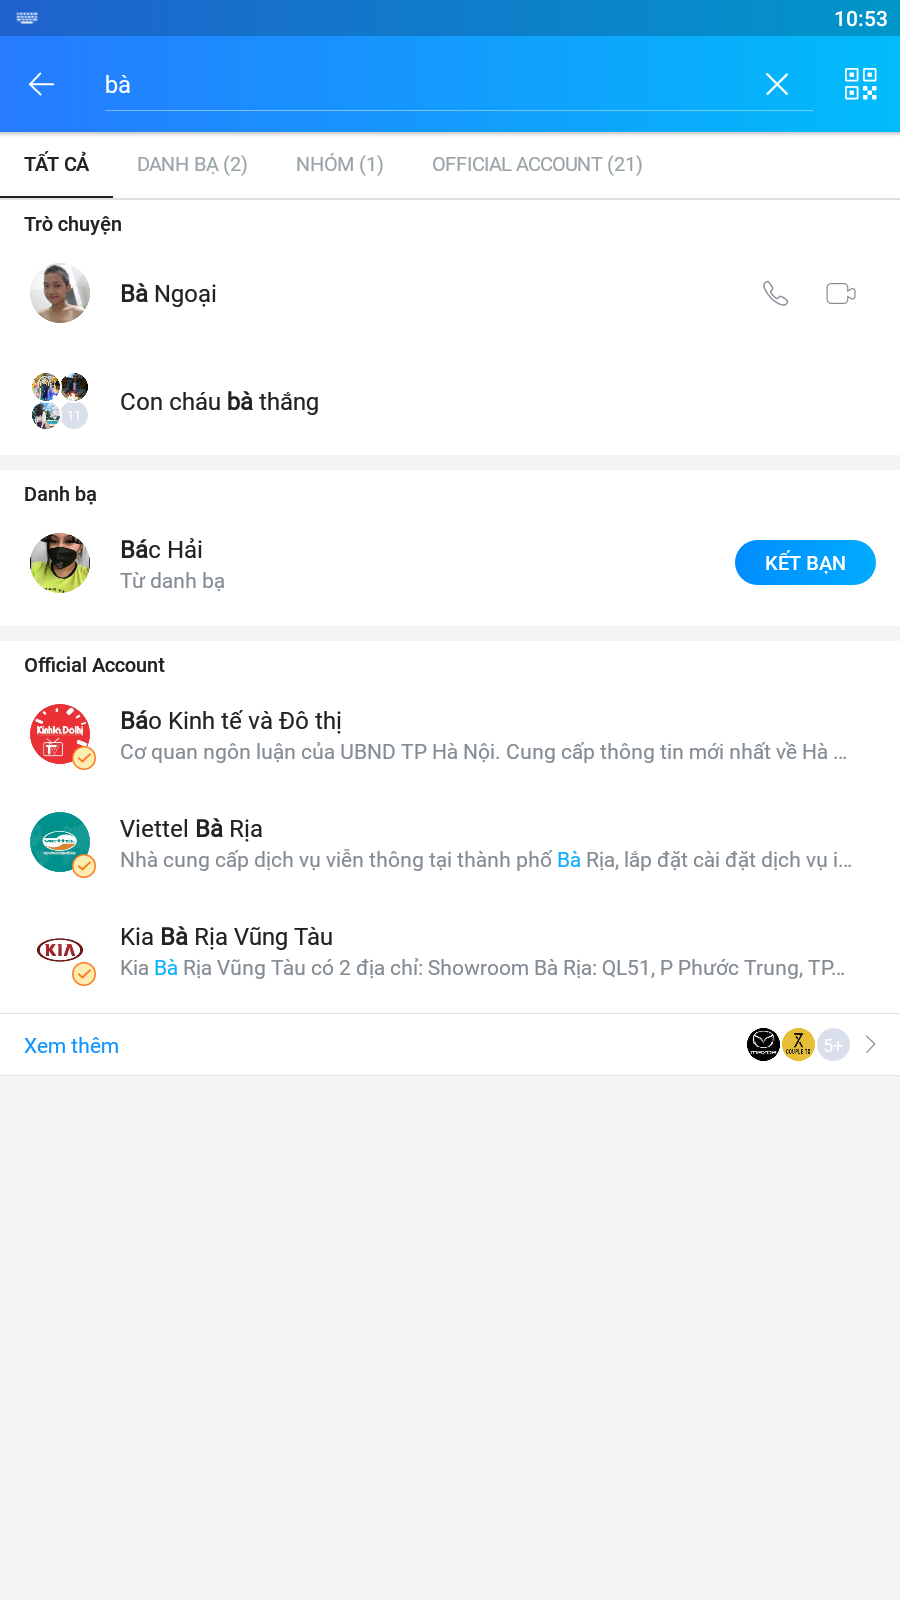 10:53
bà
TẤT CẢ DANH BẠ (2) NHÓM (1) OFFICIAL ACCOUNT (21)
Trò chuyện
Bà Ngoại
11
Con cháu bà thắng
Danh bạ
Bác Hải
Từ danh bạ
KẾT BẠN
Official Account
Báo Kinh tế và Đô thị
Cơ quan ngôn luận của UBND TP Hà Nội. Cung cấp thông tin mới nhất về Hà ...
Viettel Bà Rịa
Nhà cung cấp dịch vụ viễn thông tại thành phố Bà Rịa, lắp đặt cài đặt dịch vụ i...
KIA
Kia Bà Rịa Vũng Tàu
Kia Bà Rịa Vũng Tàu có 2 địa chỉ: Showroom Bà Rịa: QL51, P Phước Trung, TP...
Xem thêm
5+